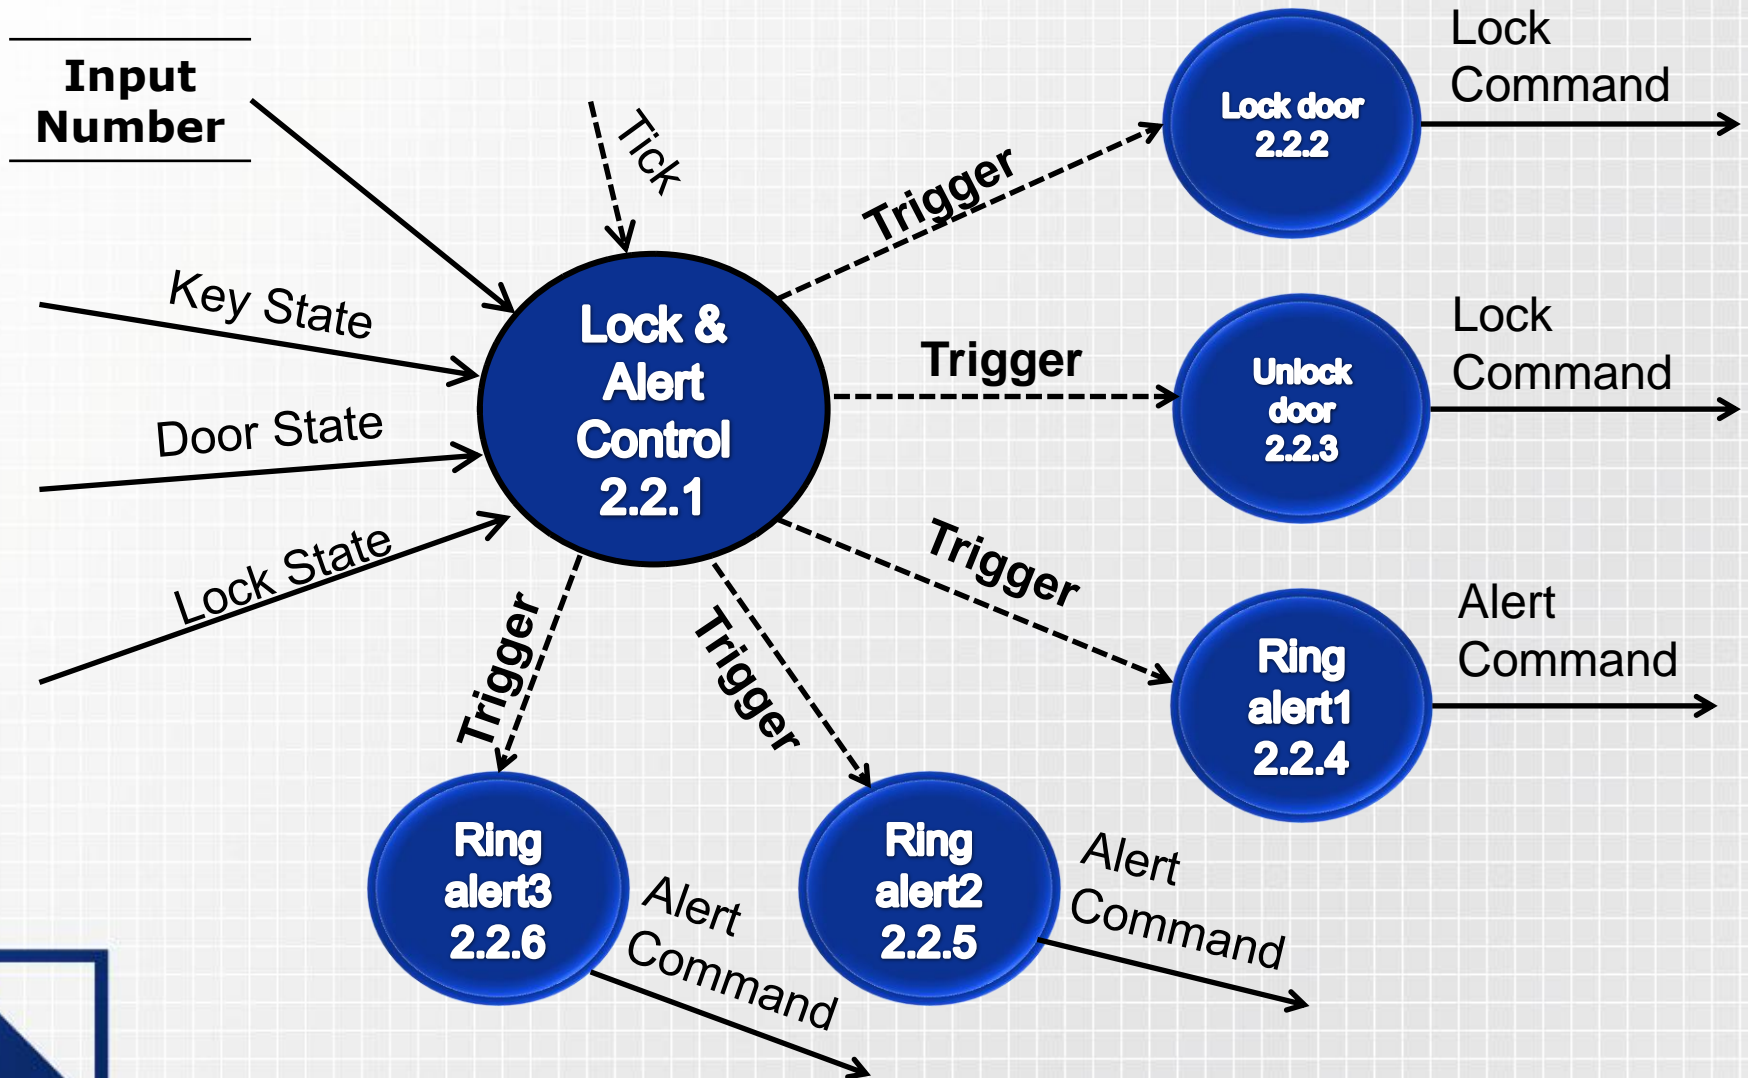 Input
Number
Tick
Key State
Door State
Lock State
Lock &
Alert
Control
2.2.1
Trigger
Lock door
2.2.2
Lock
Command
Trigger
Unlock
door
2.2.3
Lock
Command
Trigger
Ring
alert1
2.2.4
Alert
Command
Trigger
Ring
alert2
2.2.5
Alert
Command
Trigger
Ring
alert3
2.2.6
Alert
Command